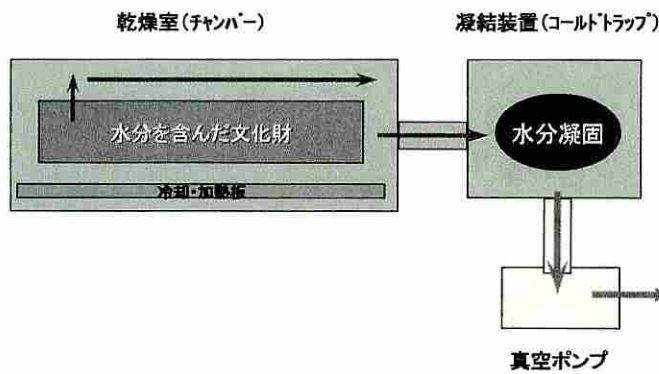 乾燥室(チャンバー)
凝結装置(コールドトラップ)
水分を含んだ文化財
水分凝固
冷却・加熱板
真空ポンプ